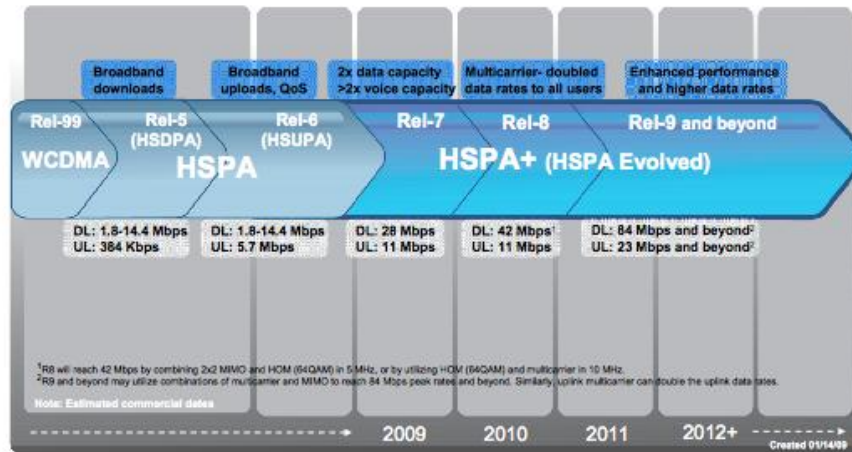 Broadband
downloads
Broadband
uploads, QoS
2x data capacity
>2x voice capacity
Multicarrier- doubled
data rates to all users
Enhanced performance
and higher data rates
Rel-99
WCDMA
Rel-5
(HSDPA)
HSPA
Rel-6
(HSUPA)
Rel-7
Rel-8
Rel-9 and beyond
HSPA+ (HSPA Evolved)
DL: 1.8-14.4 Mbps
UL: 384 Kbps
DL: 1.8-14.4 Mbps
UL: 5.7 Mbps
DL: 28 Mbps
UL: 11 Mbps
DL: 42 Mbps¹
UL: 11 Mbps
DL: 84 Mbps and beyond²
UL: 23 Mbps and beyond²
¹R8 will reach 42 Mbps by combining 2x2 MIMO and HOM (64QAM) in 5 MHz, or by utilizing HOM (64QAM) and multicarrier in 10 MHz.
²R9 and beyond may utilize combinations of multicarrier and MIMO to reach 84 Mbps peak rates and beyond. Similarly, uplink multicarrier can double the uplink data rates.
Note: Estimated commercial dates
2009
2010
2011
2012+
Created 01/14/09